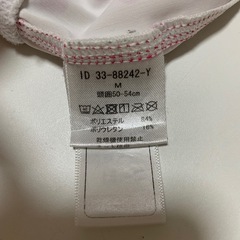 ID 33-88242-Y
M
頭囲50-54cm
ポリエステル 84%
ポリウレタン 16%
乾燥機使用禁止